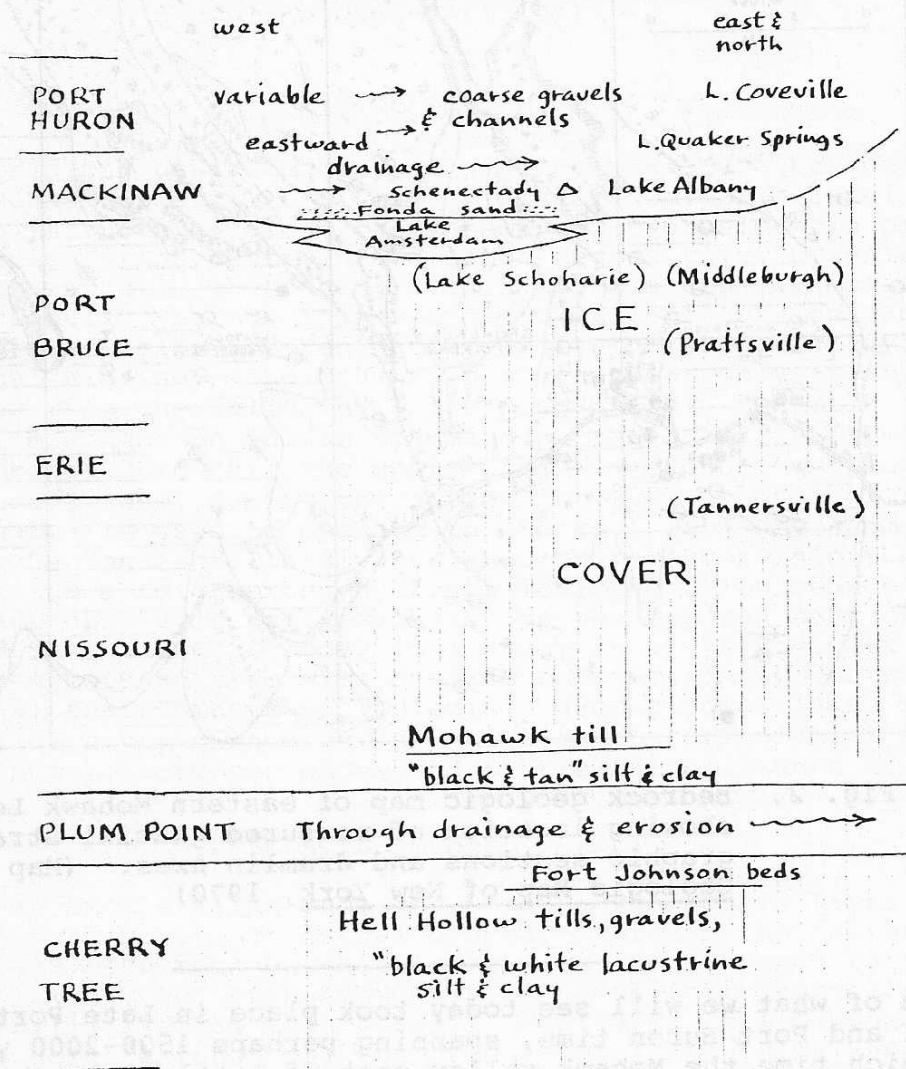 west
east &
north
PORT
HURON
variable → coarse gravels
& channels
L. Coveville
eastward →
L. Quaker Springs
drainage →
MACKINAW
→ Schenectady Δ Lake Albany
Fonda sand
Lake
Amsterdam
(Lake Schoharie) (Middleburgh)
PORT
BRUCE
ICE
(Prattsville)
ERIE
(Tannersville)
COVER
NISSOURI
Mohawk till
"black & tan" silt & clay
PLUM POINT Through drainage & erosion →
Fort Johnson beds
Hell Hollow tills, gravels,
CHERRY
TREE
"black & white lacustrine
silt & clay